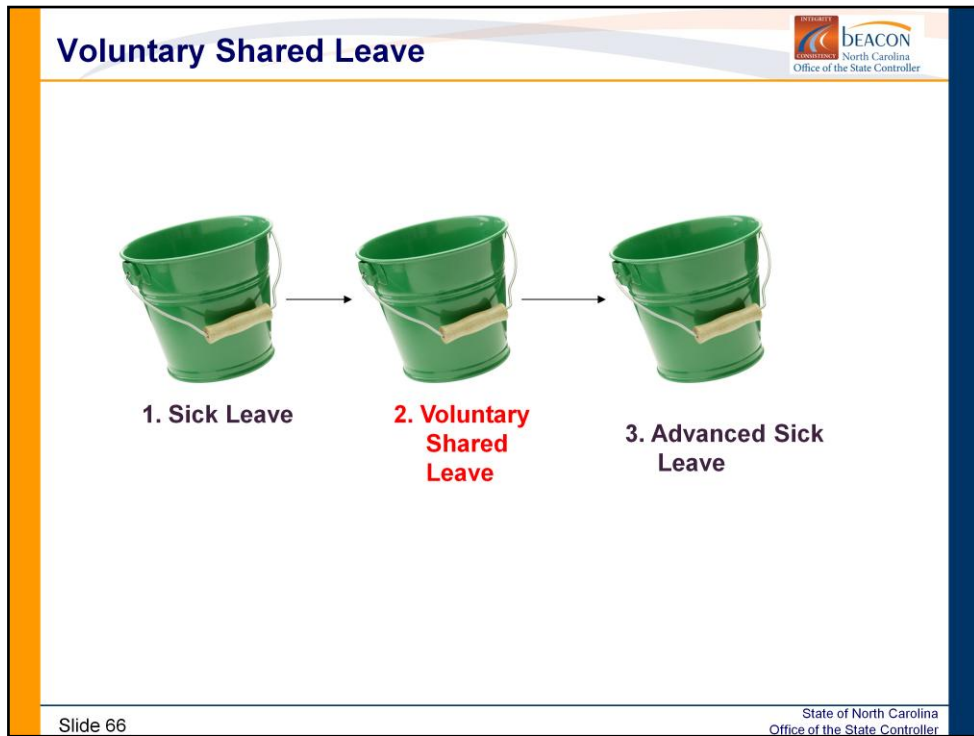 Voluntary Shared Leave
INTEGRITY
CONSISTENCY
bEACON
North Carolina
Office of the State Controller
1. Sick Leave
2. Voluntary
Shared
Leave
3. Advanced Sick
Leave
Slide 66
State of North Carolina
Office of the State Controller